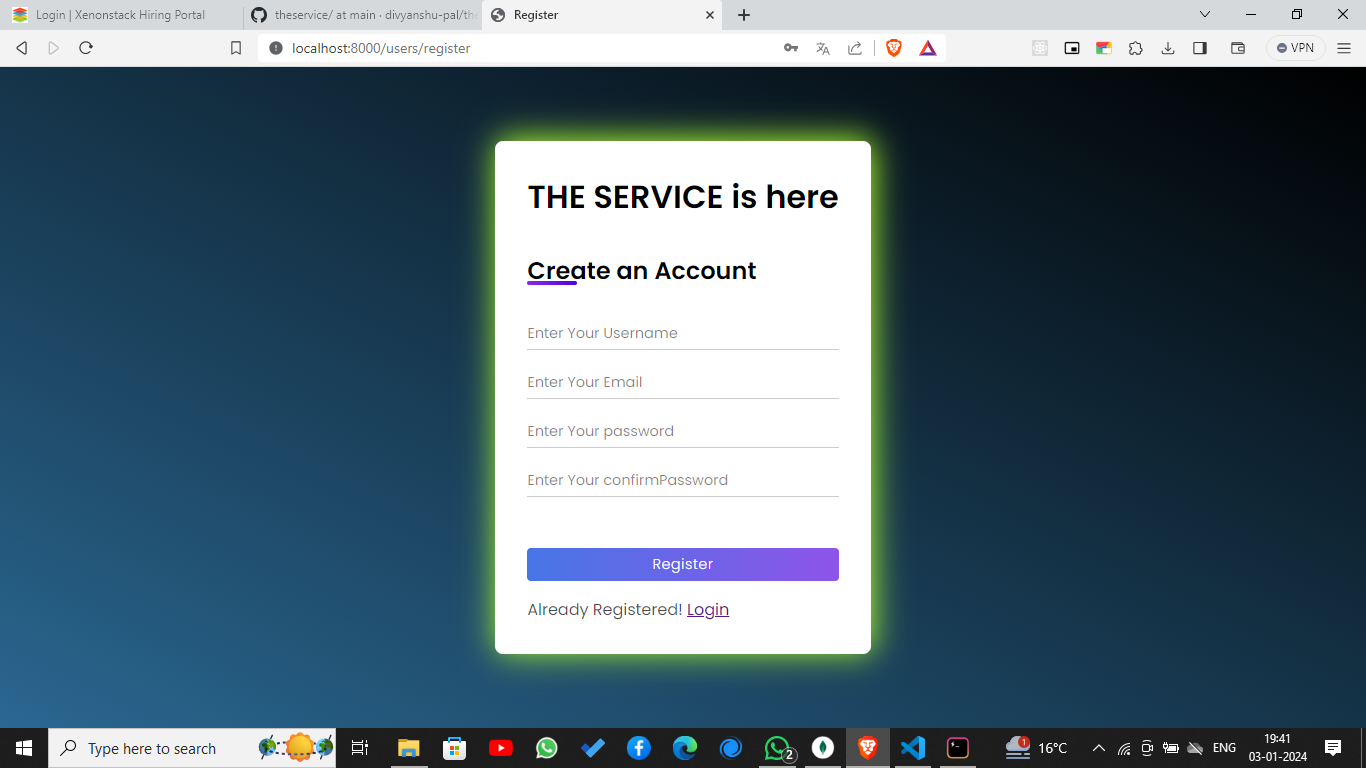 Login | Xenonstack Hiring Portal
theservice/ at main · divyanshu-pal/the
Register
localhost:8000/users/register
VPN
THE SERVICE is here
Create an Account
Enter Your Username
Enter Your Email
Enter Your password
Enter Your confirmPassword
Register
Already Registered! Login
Type here to search
2
1
16°C
ENG
19:41
03-01-2024